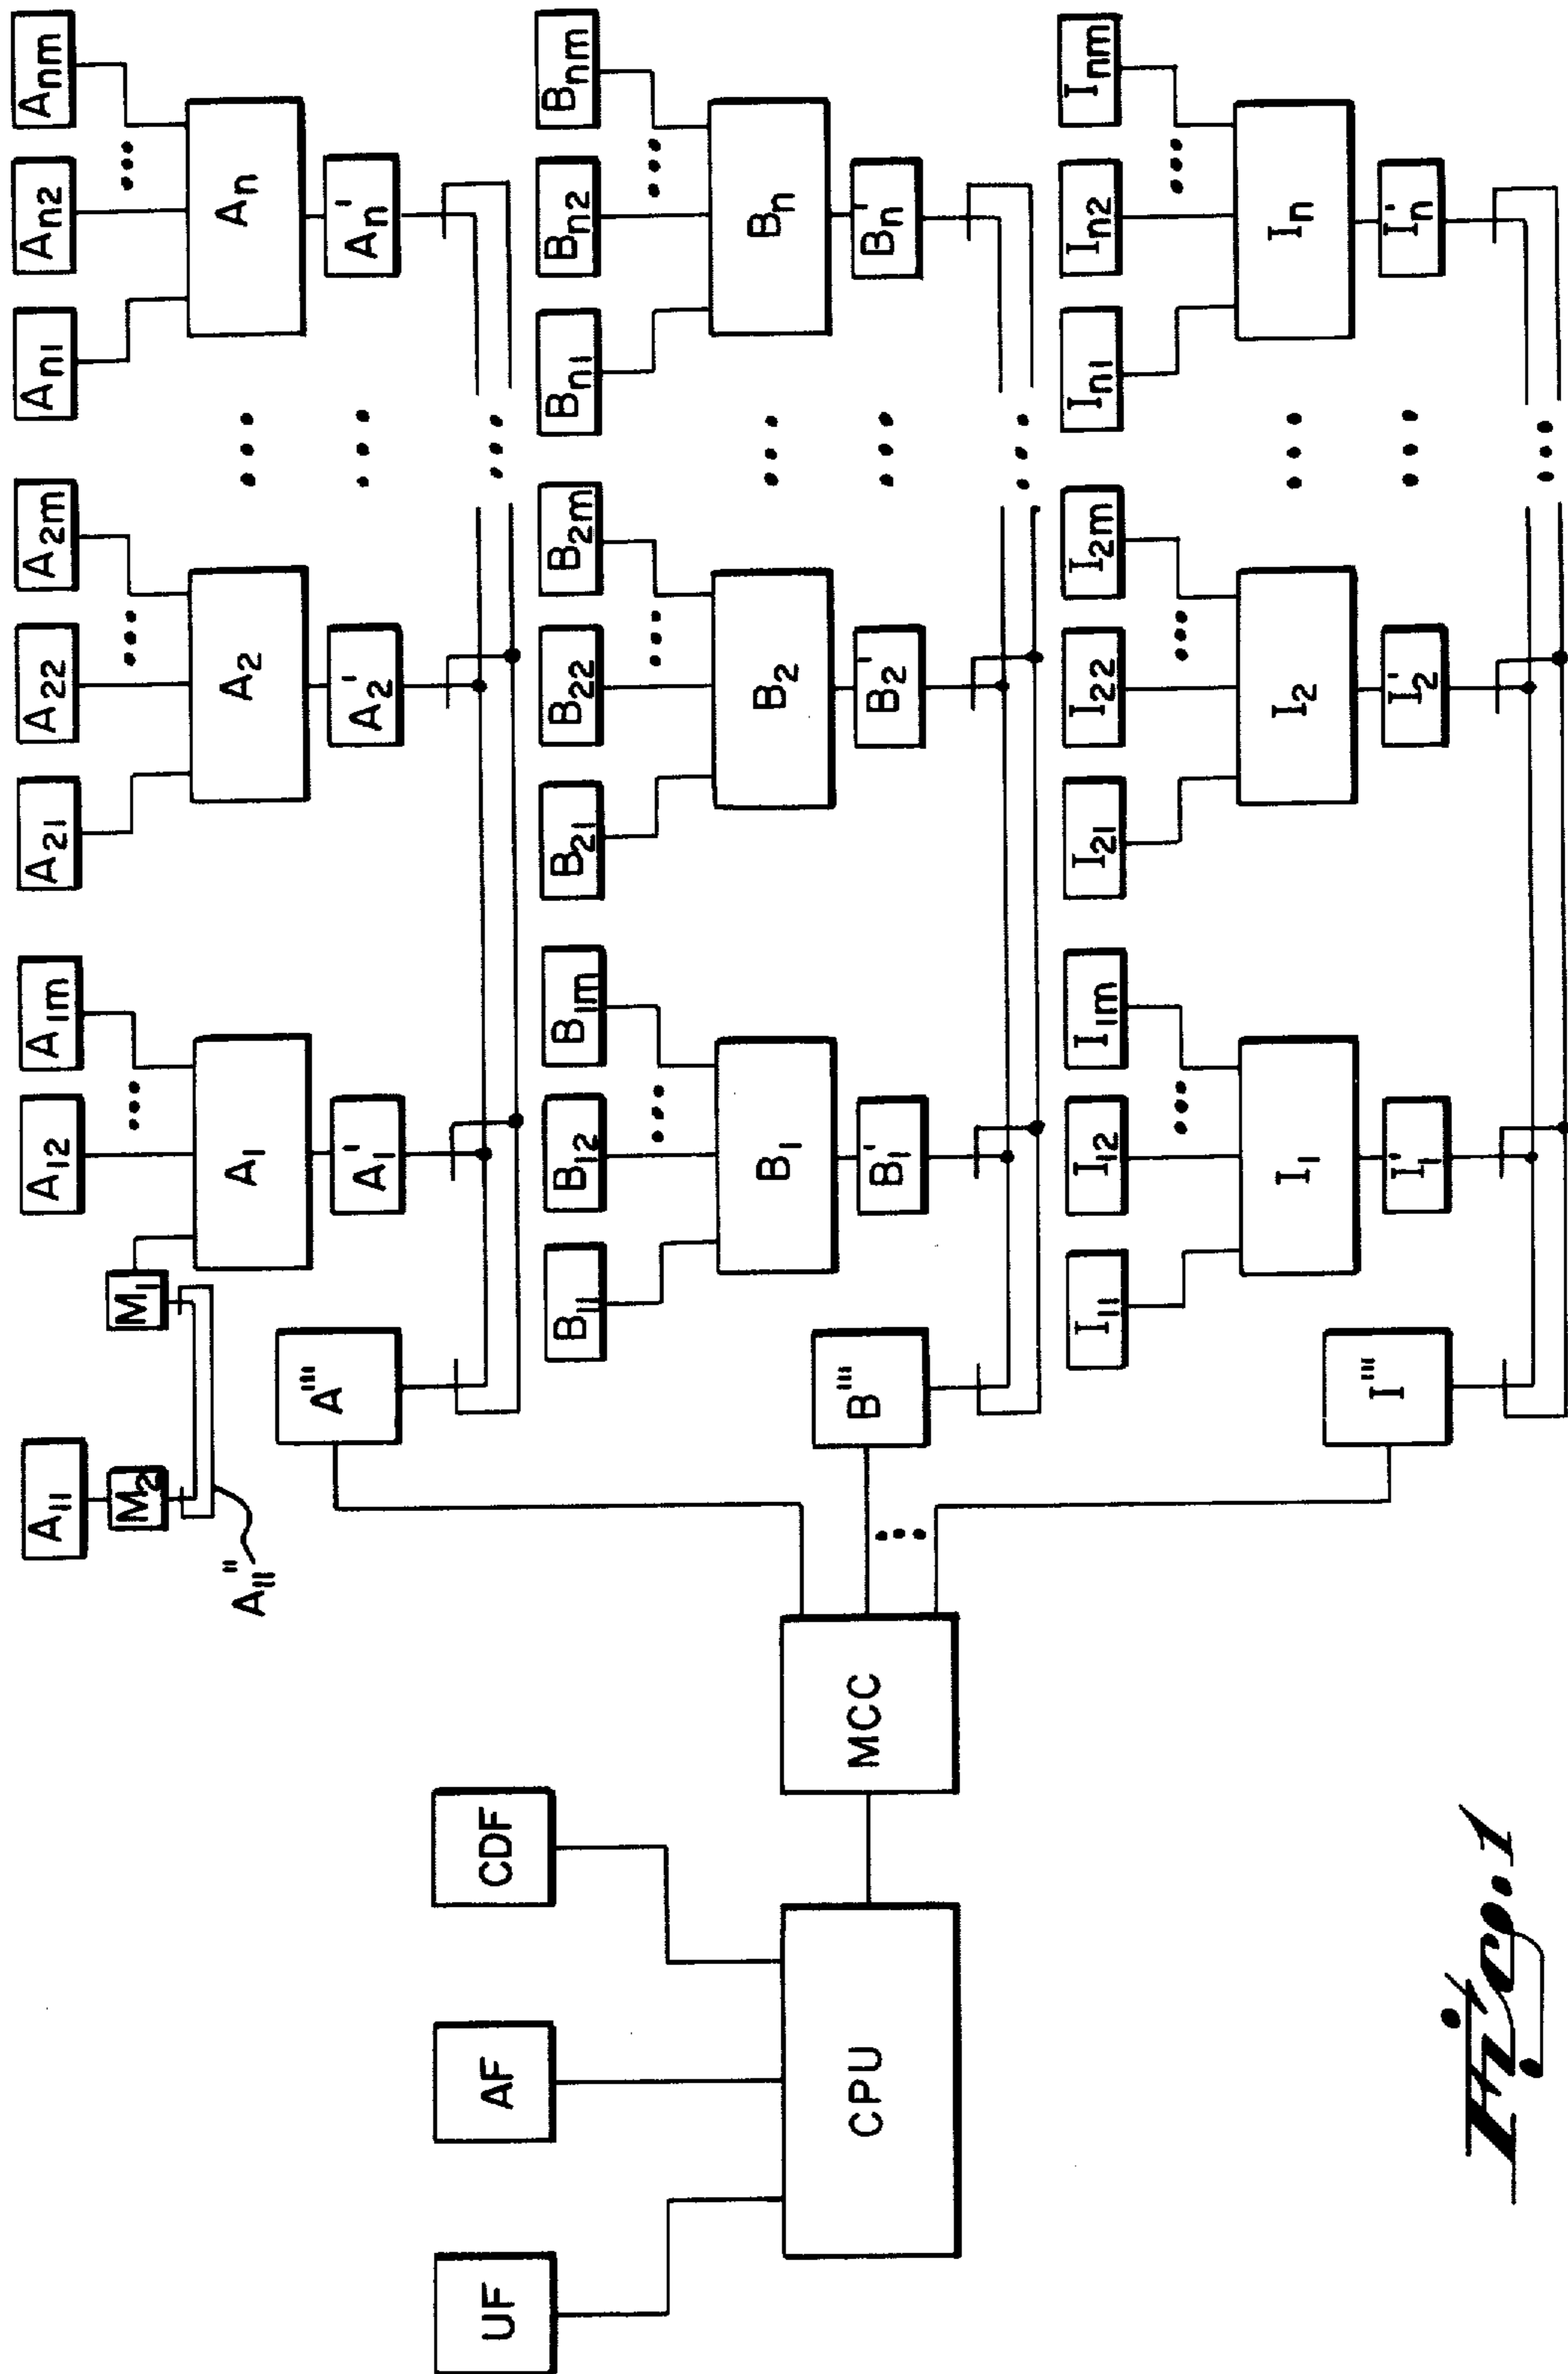 A11 A12 A1m A21 A22 A2m An1 An2 Anm
M2 M1
A11''
A1 ... A2 ... ... An ...
A''' A1' A2' ... An'
...
B11 B12 B1m B21 B22 B2m Bn1 Bn2 Bnm
B1 ... B2 ... ... Bn ...
B''' B1' B2' ... Bn'
...
I11 I12 I1m I21 I22 I2m In1 In2 Inm
I1 ... I2 ... ... In ...
I''' I1' I2' ... In'
...
UF AF CDF
CPU MCC ...
Fig.1